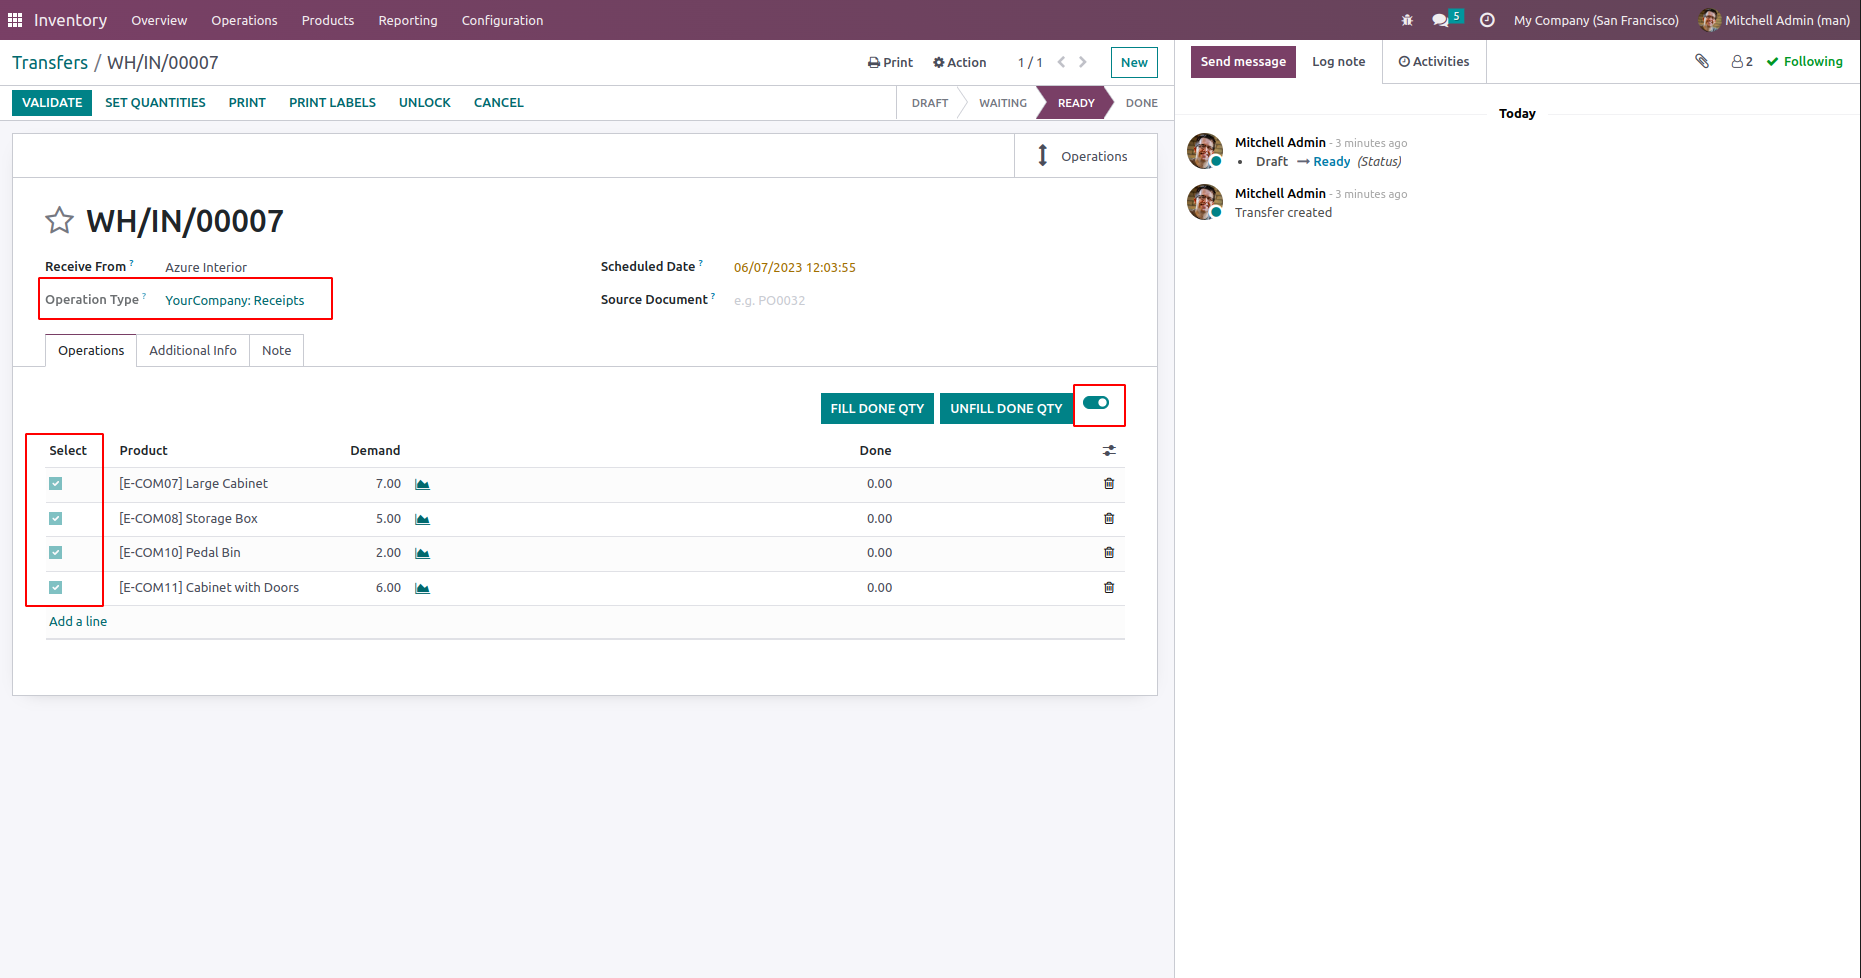 Inventory Overview Operations Products Reporting Configuration 5 My Company (San Francisco) Mitchell Admin (man)
Transfers / WH/IN/00007 Print Action 1 / 1 New
VALIDATE SET QUANTITIES PRINT PRINT LABELS UNLOCK CANCEL DRAFT WAITING READY DONE
Operations
WH/IN/00007
Receive From ? Azure Interior Scheduled Date ? 06/07/2023 12:03:55
Operation Type ? YourCompany: Receipts Source Document ? e.g. PO0032
Operations Additional Info Note
FILL DONE QTY UNFILL DONE QTY
Select Product Demand Done
[E-COM07] Large Cabinet 7.00 0.00
[E-COM08] Storage Box 5.00 0.00
[E-COM10] Pedal Bin 2.00 0.00
[E-COM11] Cabinet with Doors 6.00 0.00
Add a line
Send message Log note Activities 2 Following
Today
Mitchell Admin - 3 minutes ago
• Draft → Ready (Status)
Mitchell Admin - 3 minutes ago
Transfer created